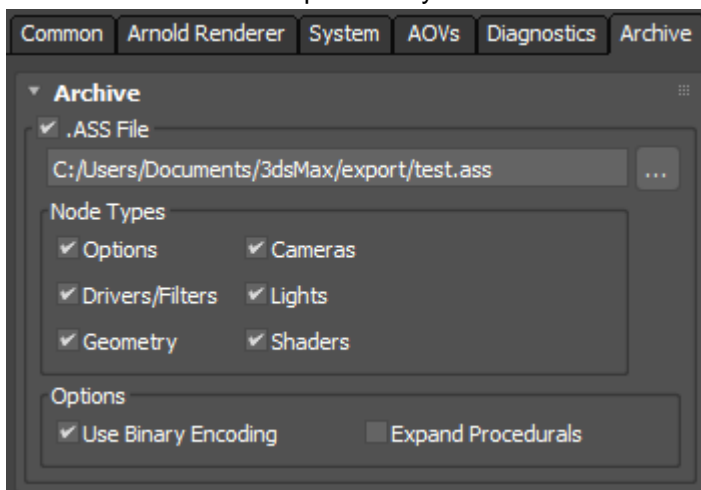 Common Arnold Renderer System AOVs Diagnostics Archive
Archive
.ASS File
C:/Users/Documents/3dsMax/export/test.ass ...
Node Types
Options Cameras
Drivers/Filters Lights
Geometry Shaders
Options
Use Binary Encoding Expand Procedurals